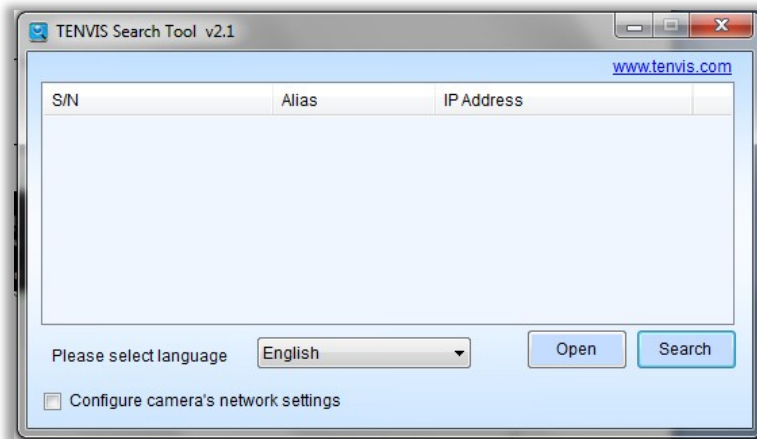 TENVIS Search Tool v2.1
www.tenvis.com
S/N Alias IP Address
Please select language English Open Search
Configure camera's network settings